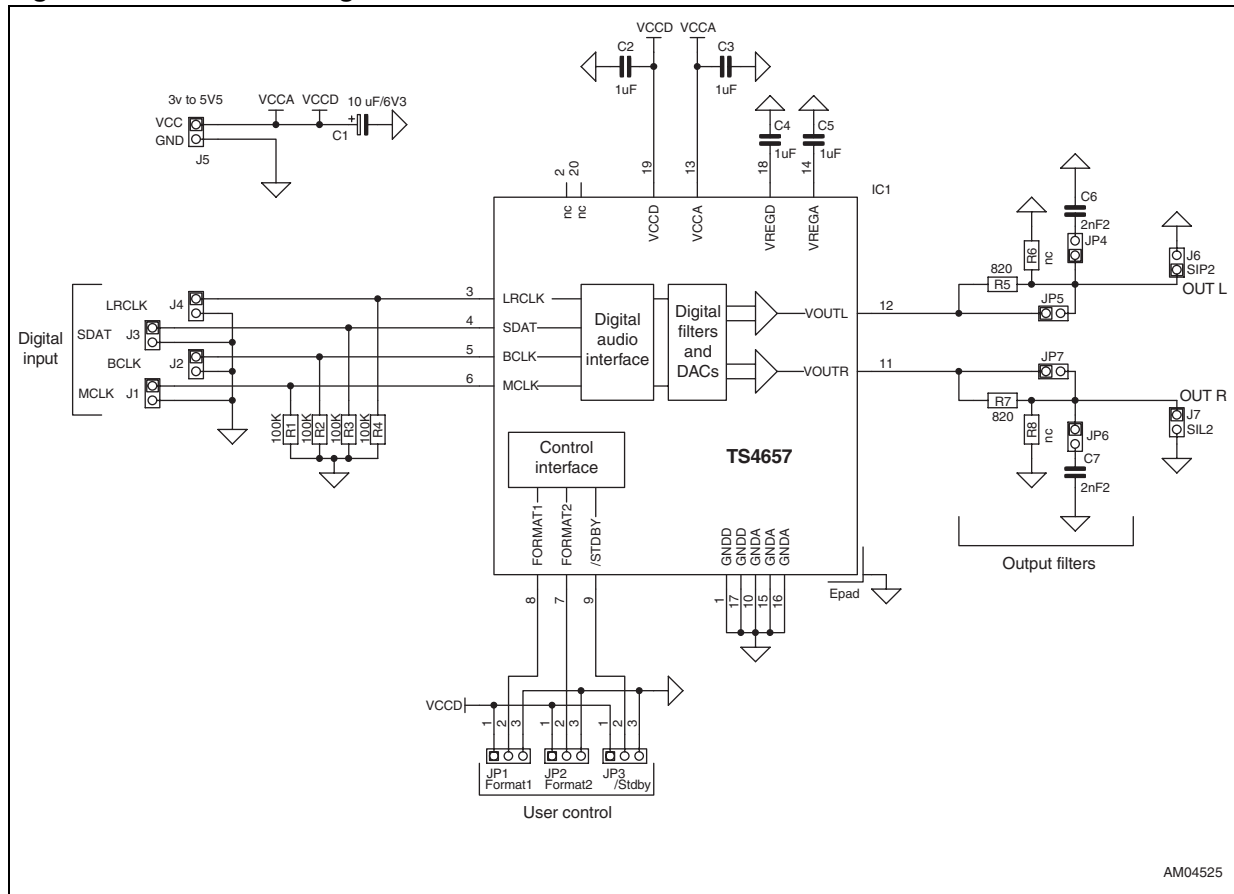 3v to 5V5
VCC
GND
J5
VCCA
VCCD
10 uF/6V3
+
C1
C2
1uF
VCCD
VCCA
C3
1uF
C4
1uF
C5
1uF
2
20
19
13
18
14
IC1
nc
nc
VCCD
VCCA
VREGD
VREGA
Digital
input
LRCLK
J4
SDAT
J3
BCLK
J2
MCLK
J1
100K
R1
100K
R2
100K
R3
100K
R4
3
LRCLK
4
SDAT
5
BCLK
6
MCLK
Digital
audio
interface
Digital
filters
and
DACs
VOUTL
12
VOUTR
11
Control
interface
TS4657
FORMAT1
FORMAT2
/STDBY
GNDD
GNDD
GNDA
GNDA
GNDA
8
7
9
1
17
10
15
16
Epad
820
R5
R6
nc
C6
2nF2
JP4
JP5
J6
SIP2
OUT L
JP7
R7
820
R8
nc
JP6
C7
2nF2
OUT R
J7
SIL2
Output filters
VCCD
1
2
3
1
2
3
1
2
3
JP1
Format1
JP2
Format2
JP3
/Stdby
User control
AM04525